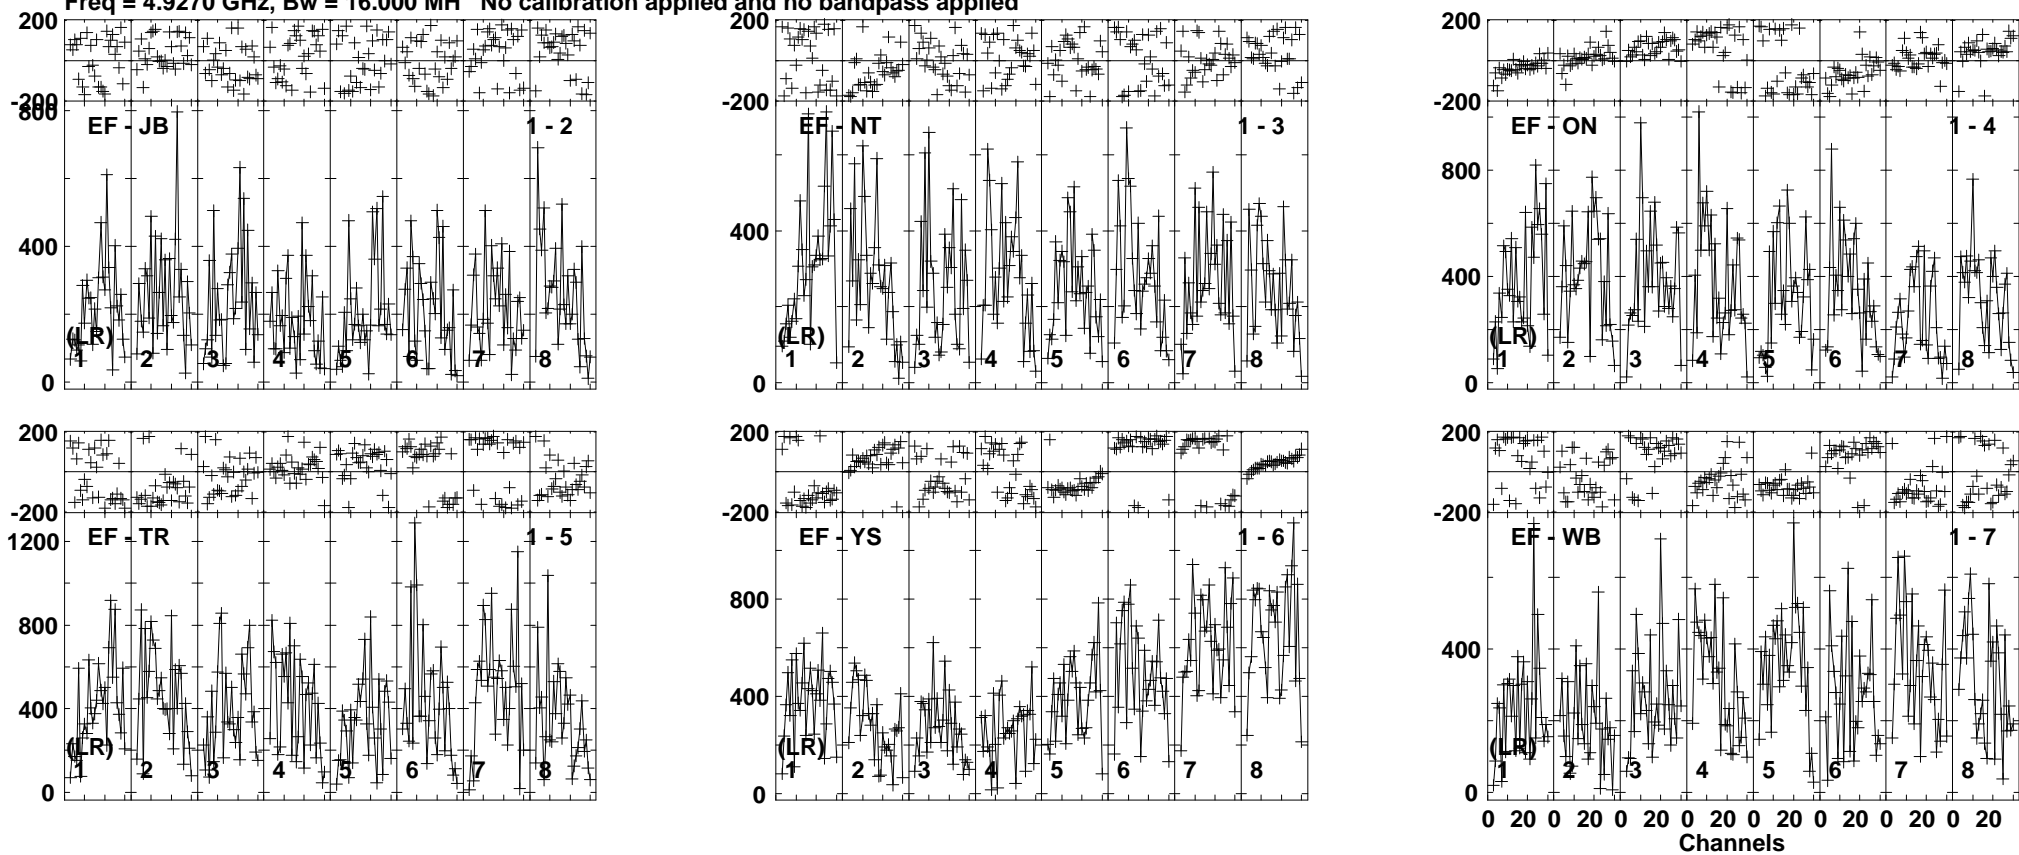 Freq = 4.9270 GHz, Bw = 16.000 MH No calibration applied and no bandpass applied
200
-200
800
400
0
EF - JB
1 - 2
(LR)
1 2 3 4 5 6 7 8
200
-200
400
0
EF - NT
1 - 3
(LR)
1 2 3 4 5 6 7 8
200
-200
800
400
0
EF - ON
1 - 4
(LR)
1 2 3 4 5 6 7 8
200
-200
1200
800
400
0
EF - TR
1 - 5
(LR)
1 2 3 4 5 6 7 8
200
-200
800
400
0
EF - YS
1 - 6
(LR)
1 2 3 4 5 6 7 8
200
-200
400
0
EF - WB
1 - 7
(LR)
1 2 3 4 5 6 7 8
0 20 0 20 0 20 0 20 0 20 0 20 0 20 0 20
Channels